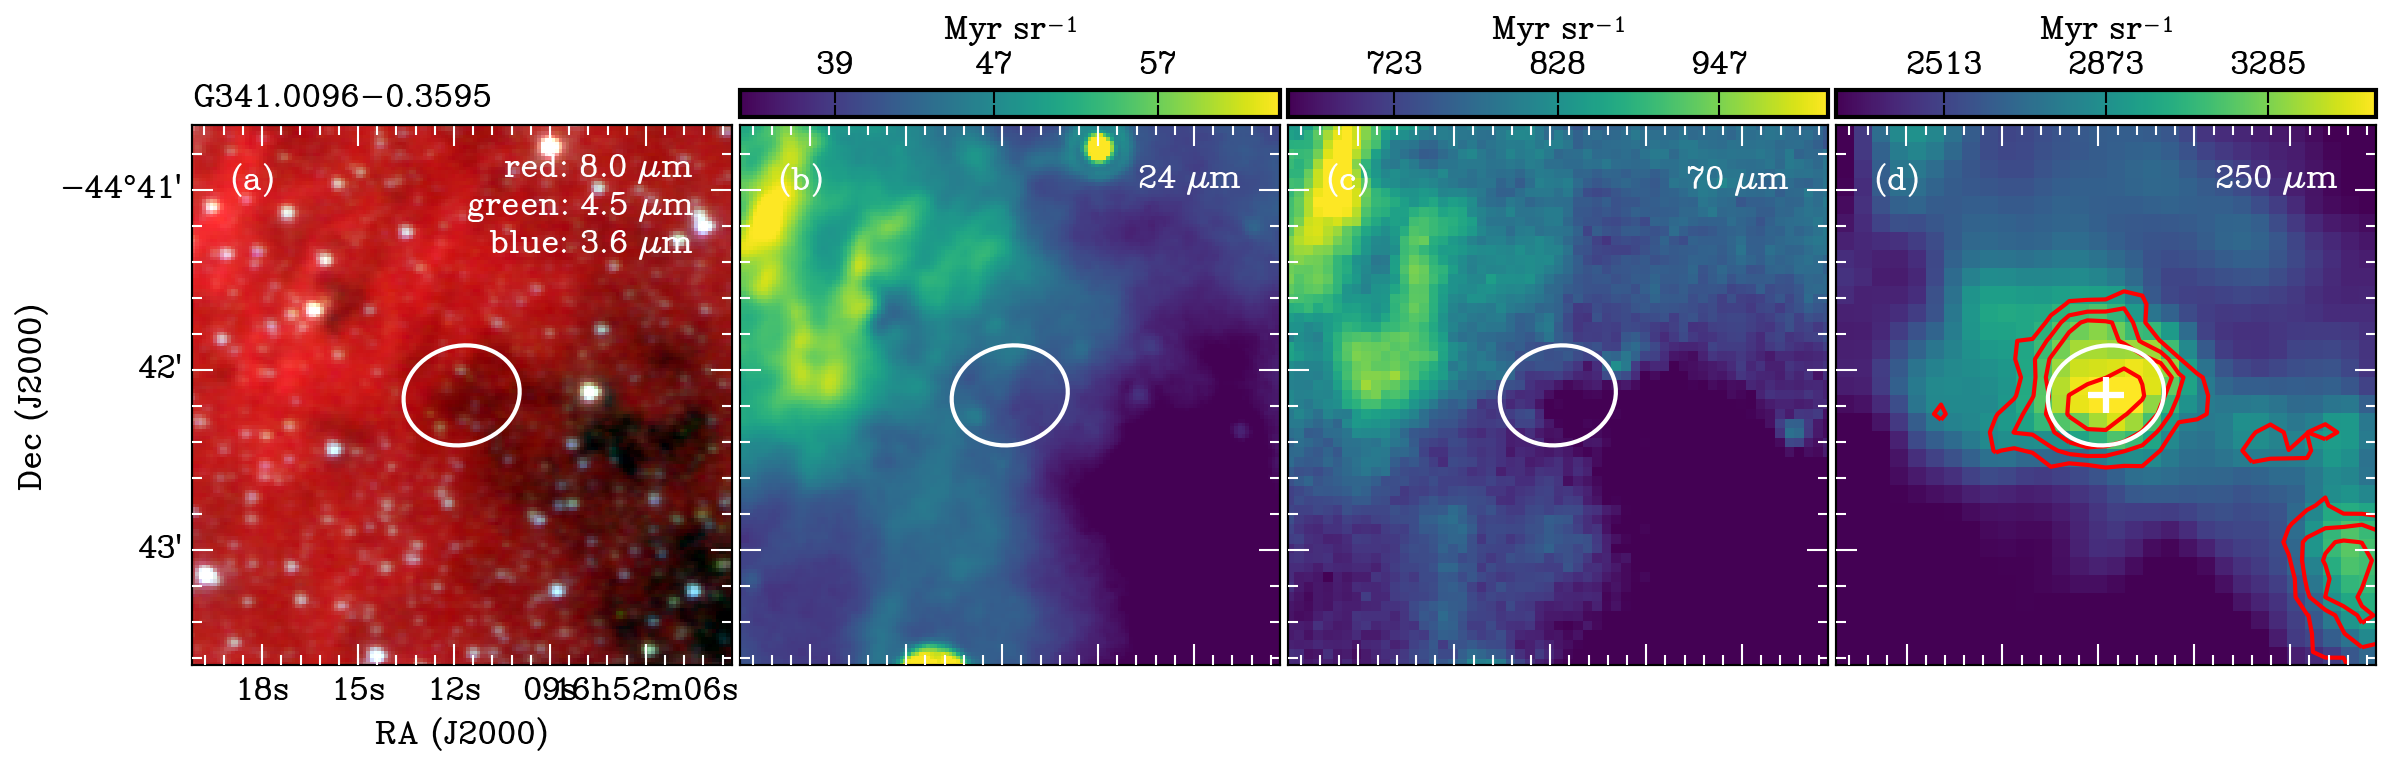 Myr sr⁻¹
Myr sr⁻¹
Myr sr⁻¹
39 47 57
723 828 947
2513 2873 3285
G341.0096−0.3595
(a)
red: 8.0 μm
green: 4.5 μm
blue: 3.6 μm
(b)
24 μm
(c)
70 μm
(d)
250 μm
−44°41'
42'
43'
Dec (J2000)
18s 15s 12s 09s 16h52m06s
RA (J2000)